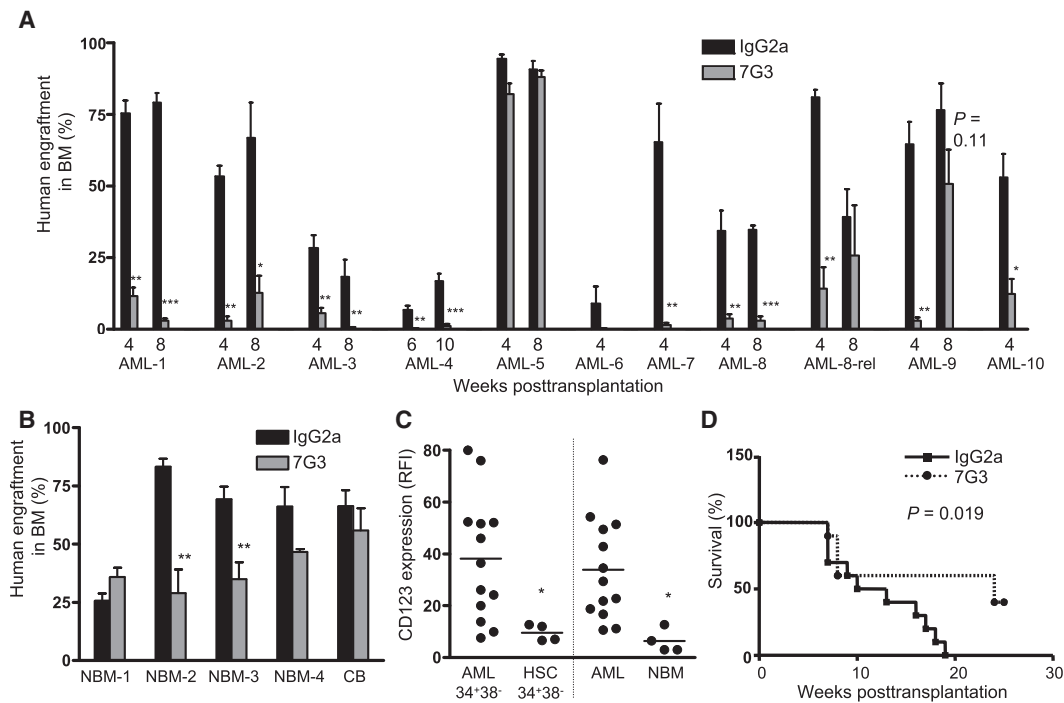 A
100
75
50
25
0
Human engraftment
in BM (%)
IgG2a
7G3
P =
0.11
** *** ** * ** ** ** *** ** ** *** ** ** *
4 8 4 8 4 8 6 10 4 8 4 4 4 8 4 8 4 8 4
AML-1 AML-2 AML-3 AML-4 AML-5 AML-6 AML-7 AML-8 AML-8-rel AML-9 AML-10
Weeks posttransplantation
B
100
75
50
25
0
Human engraftment
in BM (%)
IgG2a
7G3
** **
NBM-1 NBM-2 NBM-3 NBM-4 CB
C
80
60
40
20
0
CD123 expression (RFI)
* *
AML HSC AML NBM
34+38- 34+38-
D
150
100
50
0
Survival (%)
IgG2a
7G3
P = 0.019
0 10 20 30
Weeks posttransplantation